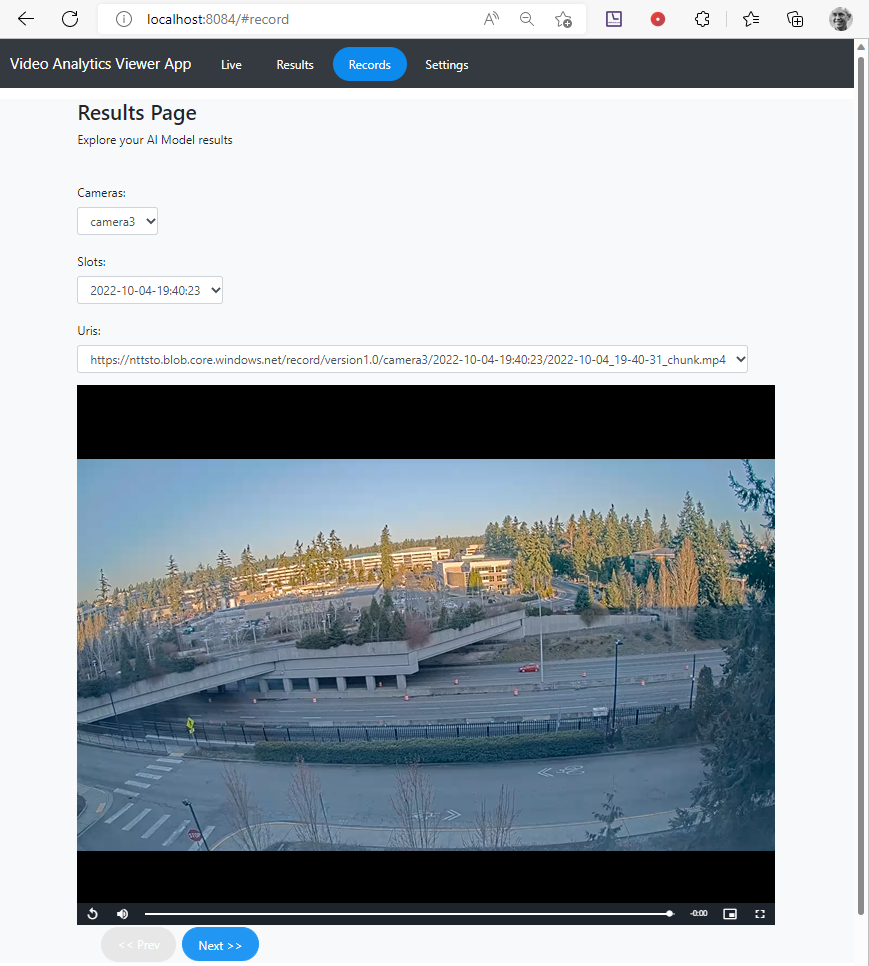 localhost:8084/#record
Video Analytics Viewer App Live Results Records Settings
Results Page
Explore your AI Model results
Cameras:
camera3
Slots:
2022-10-04-19:40:23
Uris:
https://nttsto.blob.core.windows.net/record/version1.0/camera3/2022-10-04-19:40:23/2022-10-04_19-40-31_chunk.mp4
STOP
-0:00
<< Prev Next >>